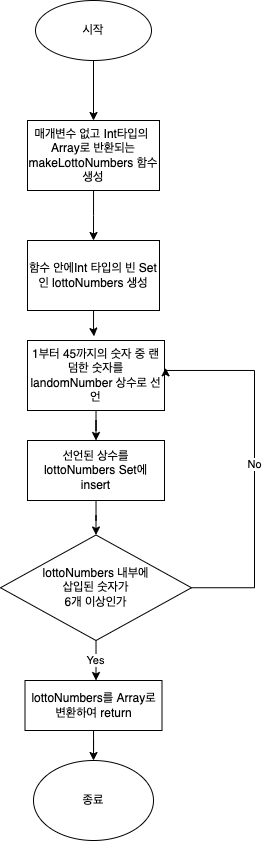 시작
매개변수 없고 Int타입의
Array로 반환되는
makeLottoNumbers 함수
생성
함수 안에Int 타입의 빈 Set
인 lottoNumbers 생성
1부터 45까지의 숫자 중 랜
덤한 숫자를
landomNumber 상수로 선
언
선언된 상수를
lottoNumbers Set에
insert
No
lottoNumbers 내부에
삽입된 숫자가
6개 이상인가
Yes
lottoNumbers를 Array로
변환하여 return
종료